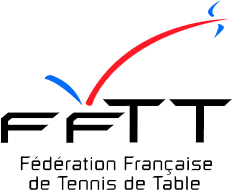 FFTT
Fédération Française
de Tennis de Table